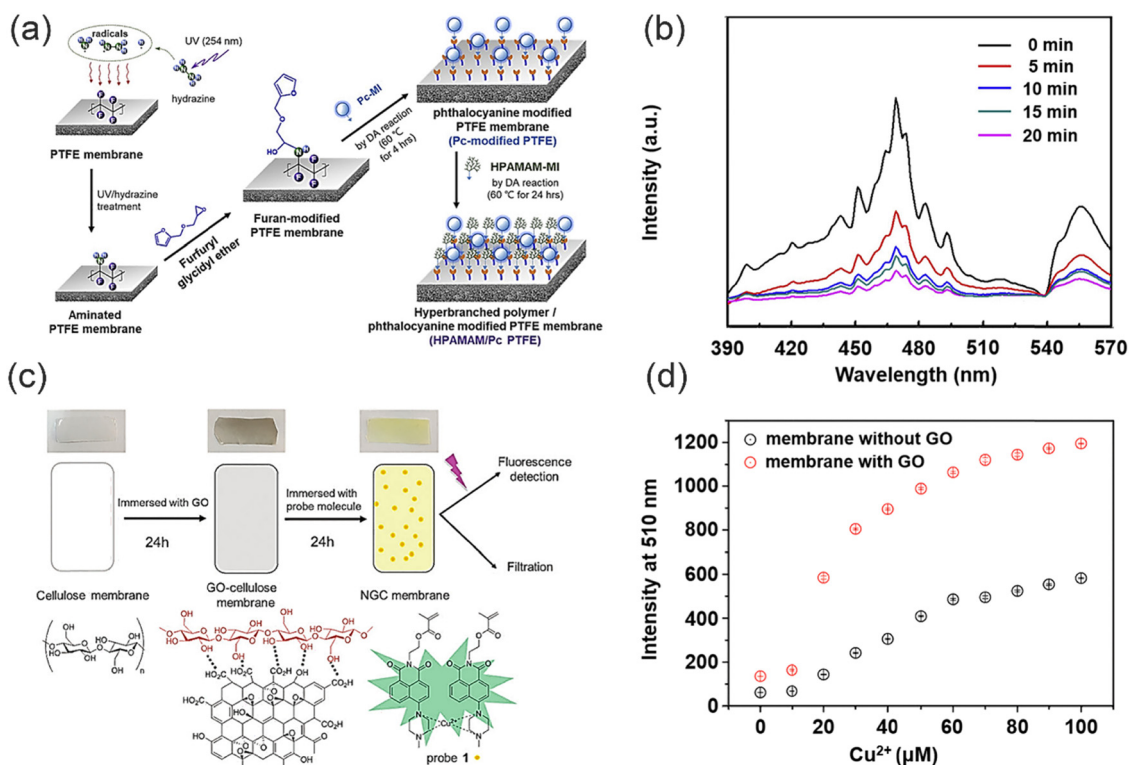 (a)
radicals
UV (254 nm)
hydrazine
PTFE membrane
UV/hydrazine
treatment
Aminated
PTFE membrane
Furfuryl
glycidyl ether
Furan-modified
PTFE membrane
Pc-MI
by DA reaction
(60 °C
for 4 hrs)
phthalocyanine modified
PTFE membrane
(Pc-modified PTFE)
HPAMAM-MI
by DA reaction
(60 °C for 24 hrs)
Hyperbranched polymer /
phthalocyanine modified PTFE membrane
(HPAMAM/Pc PTFE)
(b)
Intensity (a.u.)
0 min
5 min
10 min
15 min
20 min
390 420 450 480 510 540 570
Wavelength (nm)
(c)
Immersed with GO
24h
Immersed with
probe molecule
24h
Fluorescence
detection
Filtration
Cellulose membrane
GO-cellulose
membrane
NGC membrane
probe 1
(d)
Intensity at 510 nm
membrane without GO
membrane with GO
1200
1000
800
600
400
200
0
0 20 40 60 80 100
Cu²⁺ (μM)